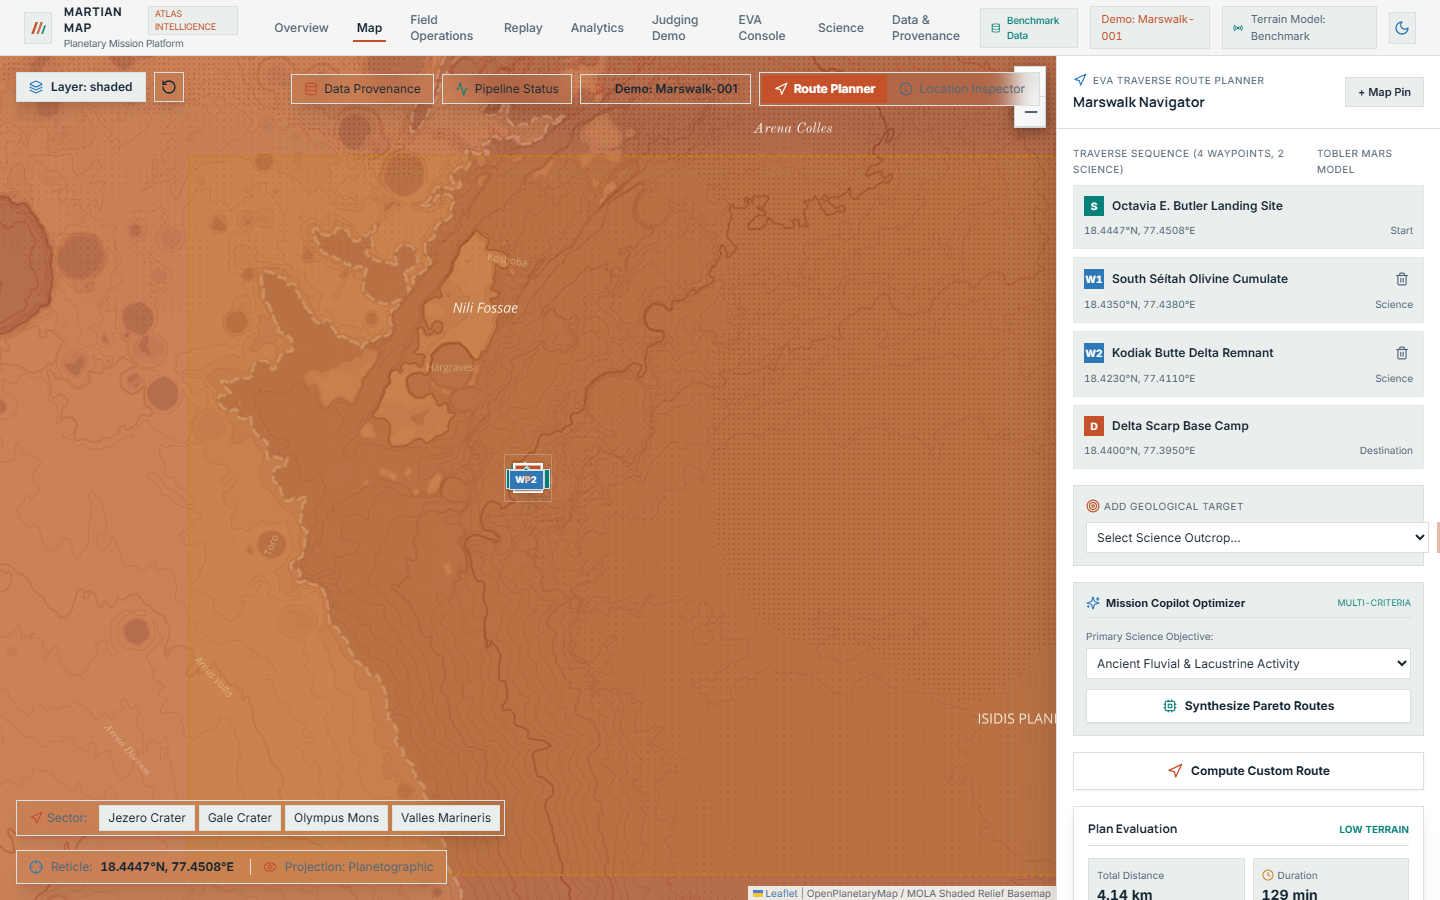 MARTIAN
MAP
ATLAS
INTELLIGENCE
Planetary Mission Platform
Overview
Map
Field
Operations
Replay
Analytics
Judging
Demo
EVA
Console
Science
Data &
Provenance
Benchmark
Data
Demo: Marswalk-
001
Terrain Model:
Benchmark
Layer: shaded
Data Provenance
Pipeline Status
Demo: Marswalk-001
Route Planner
Location Inspector
Arena Colles
Koshoba
Nili Fossae
Hargraves
WP2
Toro
Arnus Vallis
Arena Dorsum
ISIDIS PLANI
Sector:
Jezero Crater
Gale Crater
Olympus Mons
Valles Marineris
Reticle: 18.4447°N, 77.4508°E
Projection: Planetographic
Leaflet | OpenPlanetaryMap / MOLA Shaded Relief Basemap
EVA TRAVERSE ROUTE PLANNER
Marswalk Navigator
+ Map Pin
TRAVERSE SEQUENCE (4 WAYPOINTS, 2
SCIENCE)
TOBLER MARS
MODEL
S Octavia E. Butler Landing Site
18.4447°N, 77.4508°E Start
W1 South Séítah Olivine Cumulate
18.4350°N, 77.4380°E Science
W2 Kodiak Butte Delta Remnant
18.4230°N, 77.4110°E Science
D Delta Scarp Base Camp
18.4400°N, 77.3950°E Destination
ADD GEOLOGICAL TARGET
Select Science Outcrop...
Mission Copilot Optimizer MULTI-CRITERIA
Primary Science Objective:
Ancient Fluvial & Lacustrine Activity
Synthesize Pareto Routes
Compute Custom Route
Plan Evaluation LOW TERRAIN
Total Distance
4.14 km
Duration
129 min